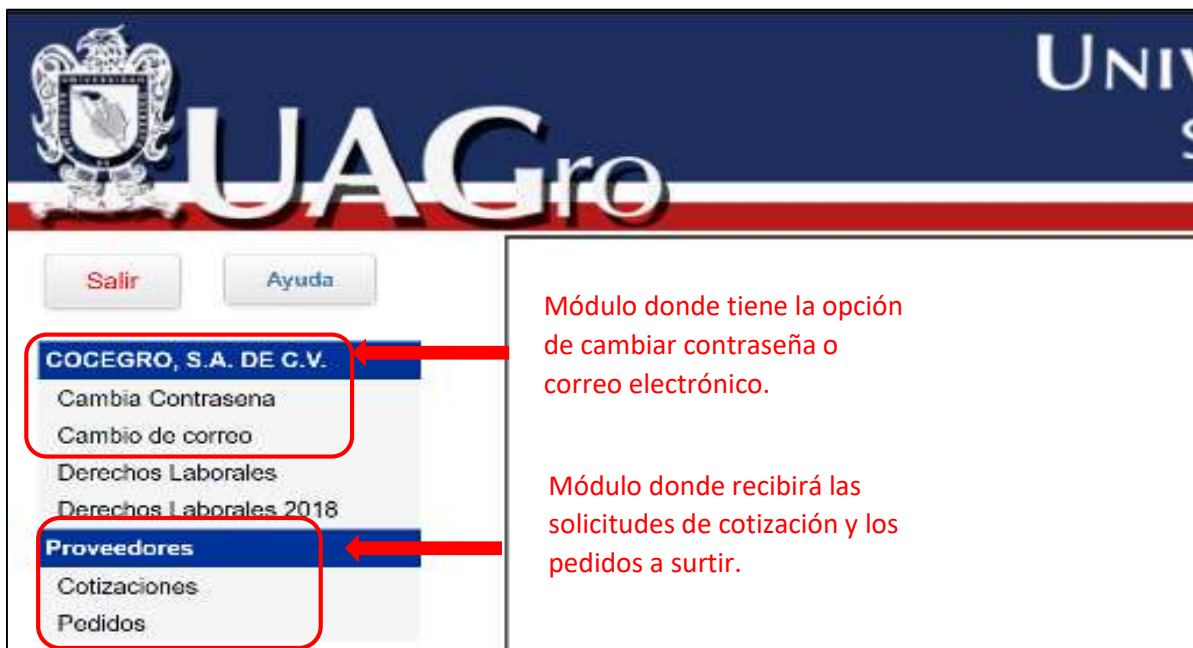 UNIV
S
UAGro
Salir
Ayuda
Módulo donde tiene la opción
de cambiar contraseña o
correo electrónico.
COCEGRO, S.A. DE C.V.
Cambia Contrasena
Cambio de correo
Derechos Laborales
Derechos Laborales 2018
Módulo donde recibirá las
solicitudes de cotización y los
pedidos a surtir.
Proveedores
Cotizaciones
Pedidos